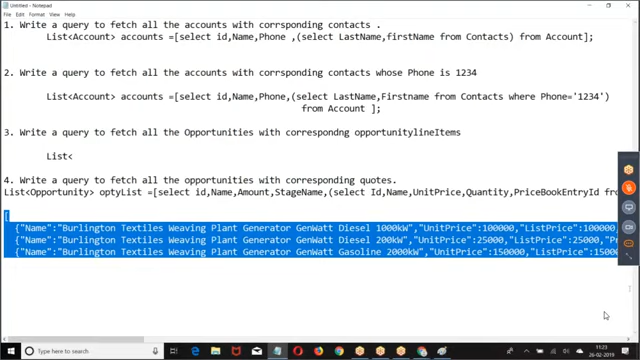 Untitled - Notepad
File Edit Format View Help
1. Write a query to fetch all the accounts with corrsponding contacts .
List<Account> accounts =[select id,Name,Phone ,(select LastName,firstName from Contacts) from Account];
2. Write a query to fetch all the accounts with corrsponding contacts whose Phone is 1234
List<Account> accounts =[select id,Name,Phone,(select LastName,Firstname from Contacts where Phone='1234')
from Account ];
3. Write a query to fetch all the Opportunities with correspondng opportunitylineItems
List<
4. Write a query to fetch all the opportunities with corresponding quotes.
List<Opportunity> optyList =[select id,Name,Amount,StageName,(select Id,Name,UnitPrice,Quantity,PriceBookEntryId fro
{
{"Name":"Burlington Textiles Weaving Plant Generator GenWatt Diesel 1000kW","UnitPrice":100000,"ListPrice":100000,
{"Name":"Burlington Textiles Weaving Plant Generator GenWatt Diesel 200kW","UnitPrice":25000,"ListPrice":25000,"P
{"Name":"Burlington Textiles Weaving Plant Generator GenWatt Gasoline 2000kW","UnitPrice":150000,"ListPrice":15000
Type here to search
11:23
26-02-2019